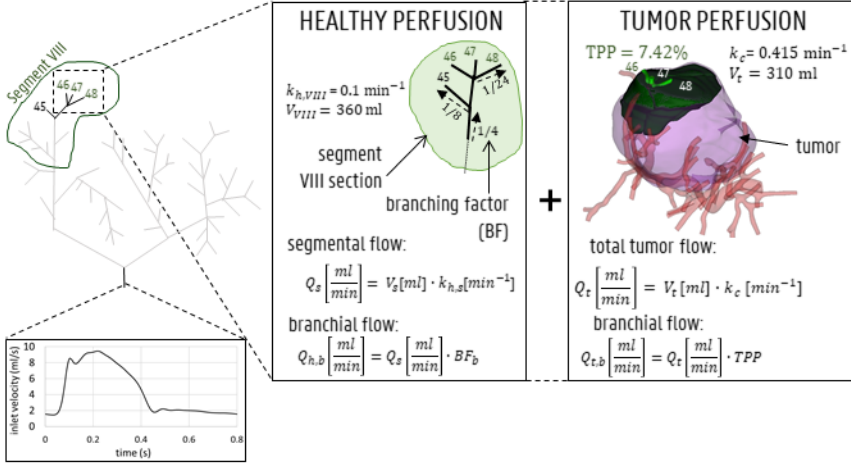 Segment VIII
46
47
48
45
10
8
6
4
2
0
inlet velocity (ml/s)
0
0.2
0.4
0.6
0.8
time (s)
HEALTHY PERFUSION
k_{h,VIII} = 0.1 min⁻¹
V_{VIII} = 360 ml
46
47
48
45
1/24
1/8
1/4
segment
VIII section
branching factor
(BF)
segmental flow:
Q_s [ml/min] = V_s[ml] · k_{h,s}[min⁻¹]
branchial flow:
Q_{h,b} [ml/min] = Q_s [ml/min] · BF_b
+
TUMOR PERFUSION
TPP = 7.42%
k_c = 0.415 min⁻¹
V_t = 310 ml
46
47
48
tumor
total tumor flow:
Q_t [ml/min] = V_t[ml] · k_c [min⁻¹]
branchial flow:
Q_{t,b} [ml/min] = Q_t [ml/min] · TPP